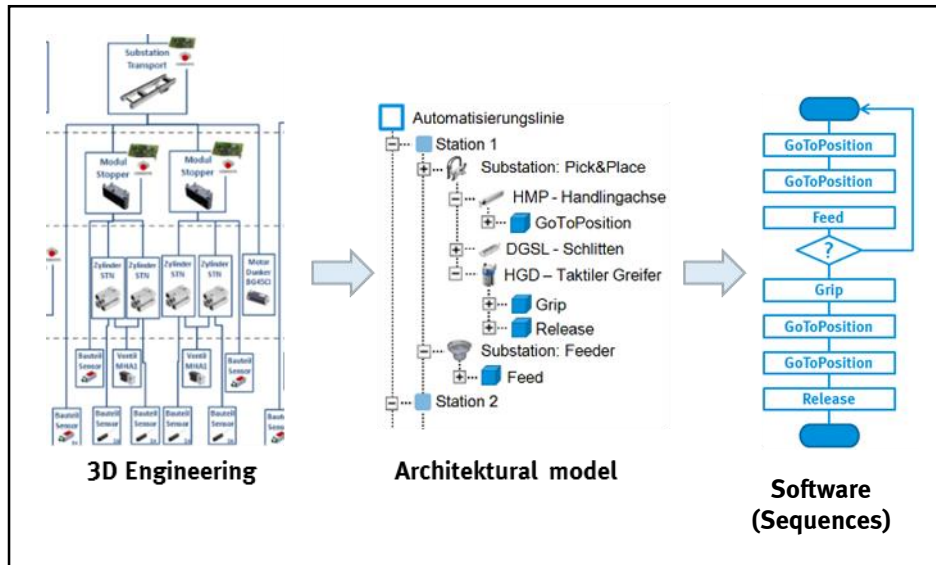 Substation
Transport
Modul
Stopper
Modul
Stopper
Zylinder
STN
Zylinder
STN
Zylinder
STN
Zylinder
STN
Motor
Dunker
BG45CI
Bauteil
Sensor
Ventil
MHA1
Ventil
MHA1
Bauteil
Sensor
Bauteil
Sensor
Bauteil
Sensor
Bauteil
Sensor
Bauteil
Sensor
Bauteil
Sensor
Bauteil
Sensor
3D Engineering
Automatisierungslinie
Station 1
Substation: Pick&Place
HMP - Handlingachse
GoToPosition
DGSL - Schlitten
HGD – Taktiler Greifer
Grip
Release
Substation: Feeder
Feed
Station 2
Architektural model
GoToPosition
GoToPosition
Feed
?
Grip
GoToPosition
GoToPosition
Release
Software
(Sequences)